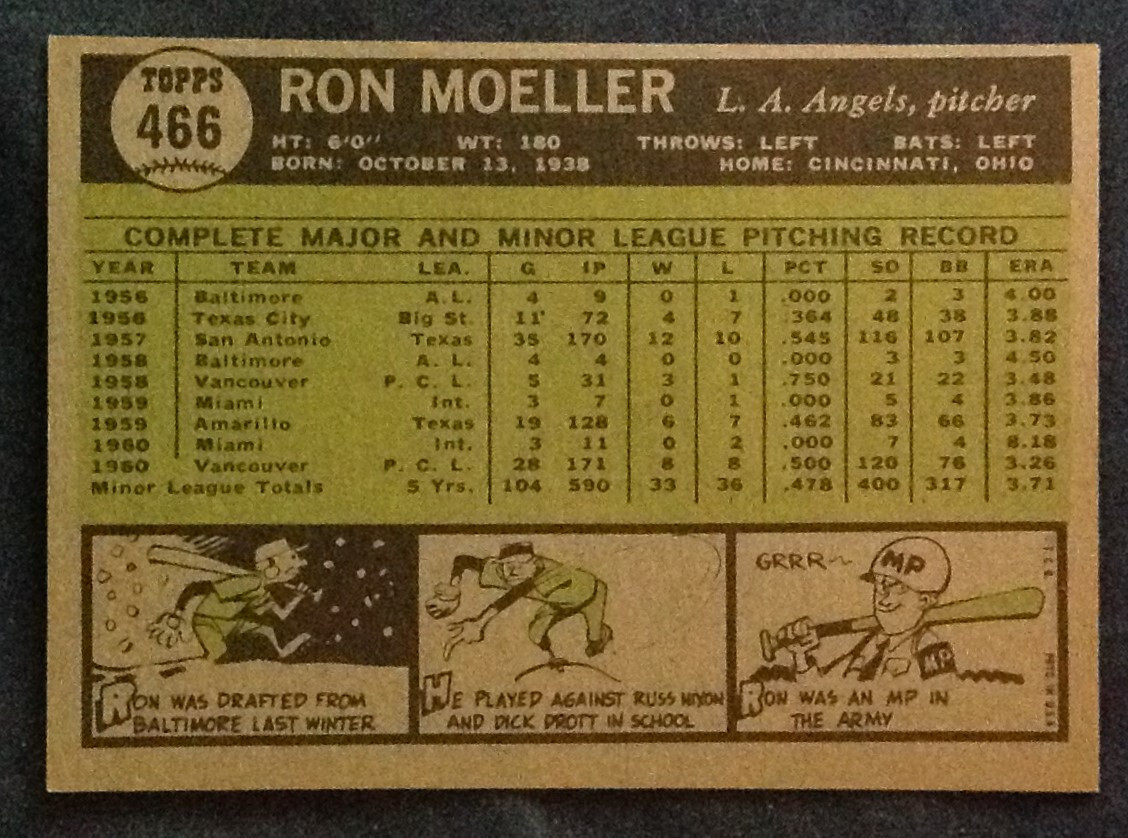 TOPPS
466
RON MOELLER L. A. Angels, pitcher
HT: 6'0" WT: 180 THROWS: LEFT BATS: LEFT
BORN: OCTOBER 13, 1938 HOME: CINCINNATI, OHIO
COMPLETE MAJOR AND MINOR LEAGUE PITCHING RECORD
YEAR TEAM LEA. G IP W L PCT SO BB ERA
1956 Baltimore A.L. 4 9 0 1 .000 2 3 4.00
1956 Texas City Big St. 11 72 4 7 .364 48 38 3.88
1957 San Antonio Texas 35 170 12 10 .545 116 107 3.82
1958 Baltimore A. L. 4 4 0 0 .000 3 3 4.50
1958 Vancouver P. C. L. 5 31 3 1 .750 21 22 3.48
1959 Miami Int. 3 7 0 1 .000 5 4 3.86
1959 Amarillo Texas 19 128 6 7 .462 83 66 3.73
1960 Miami Int. 3 11 0 2 .000 7 4 8.18
1960 Vancouver P. C. L. 28 171 8 8 .500 120 76 3.26
Minor League Totals 5 Yrs. 104 590 33 36 .478 400 317 3.71
RON WAS DRAFTED FROM
BALTIMORE LAST WINTER
HE PLAYED AGAINST RUSS NIXON
AND DICK DROTT IN SCHOOL
GRRR
MP
MP
RON WAS AN MP IN
THE ARMY